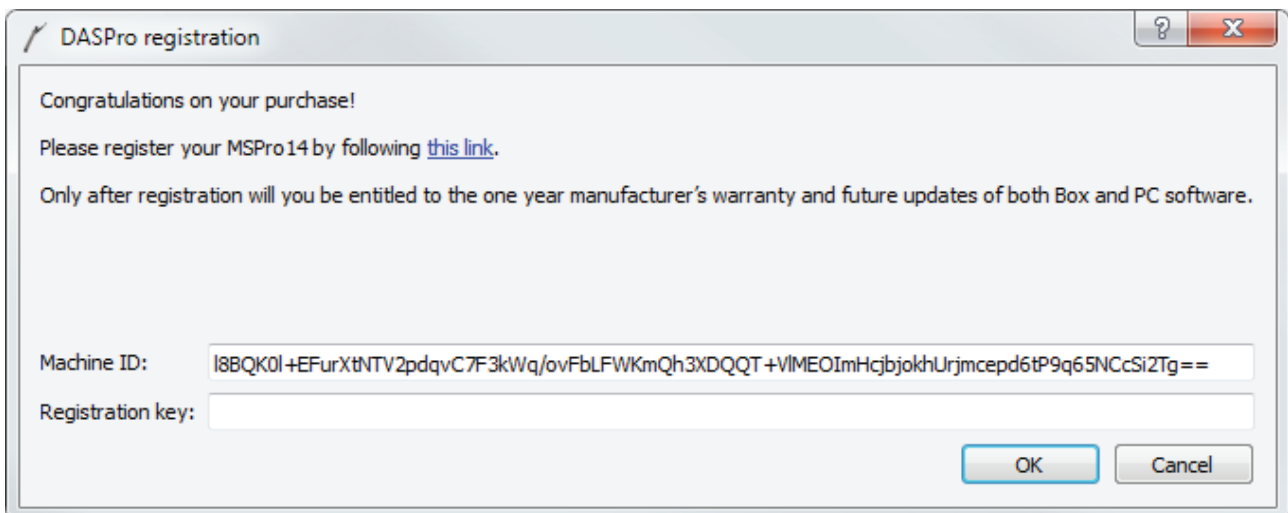 DASPro registration
Congratulations on your purchase!
Please register your MSPro14 by following this link.
Only after registration will you be entitled to the one year manufacturer’s warranty and future updates of both Box and PC software.
Machine ID: l8BQK0l+EFurXtNTV2pdqvC7F3kWq/ovFbLFWKmQh3XDQQT+VlMEOImHcjbjokhUrjmcepd6tP9q65NCcSi2Tg==
Registration key:
OK Cancel